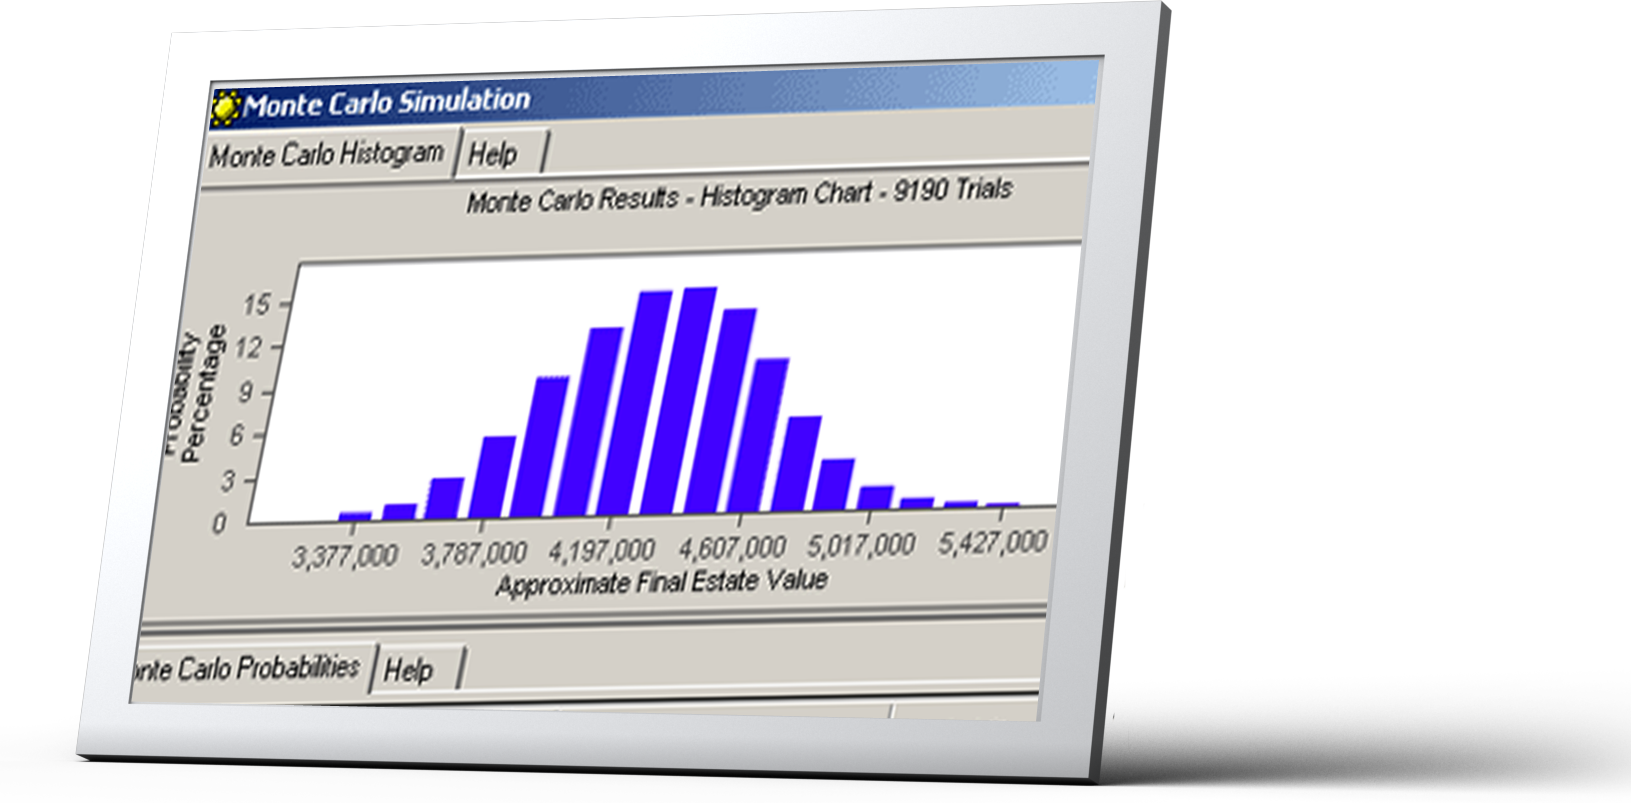 Monte Carlo Simulation
Monte Carlo Histogram Help
Monte Carlo Results - Histogram Chart - 9190 Trials
15
12
9
6
3
0
Probability
Percentage
3,377,000 3,787,000 4,197,000 4,607,000 5,017,000 5,427,000
Approximate Final Estate Value
onte Carlo Probabilities Help